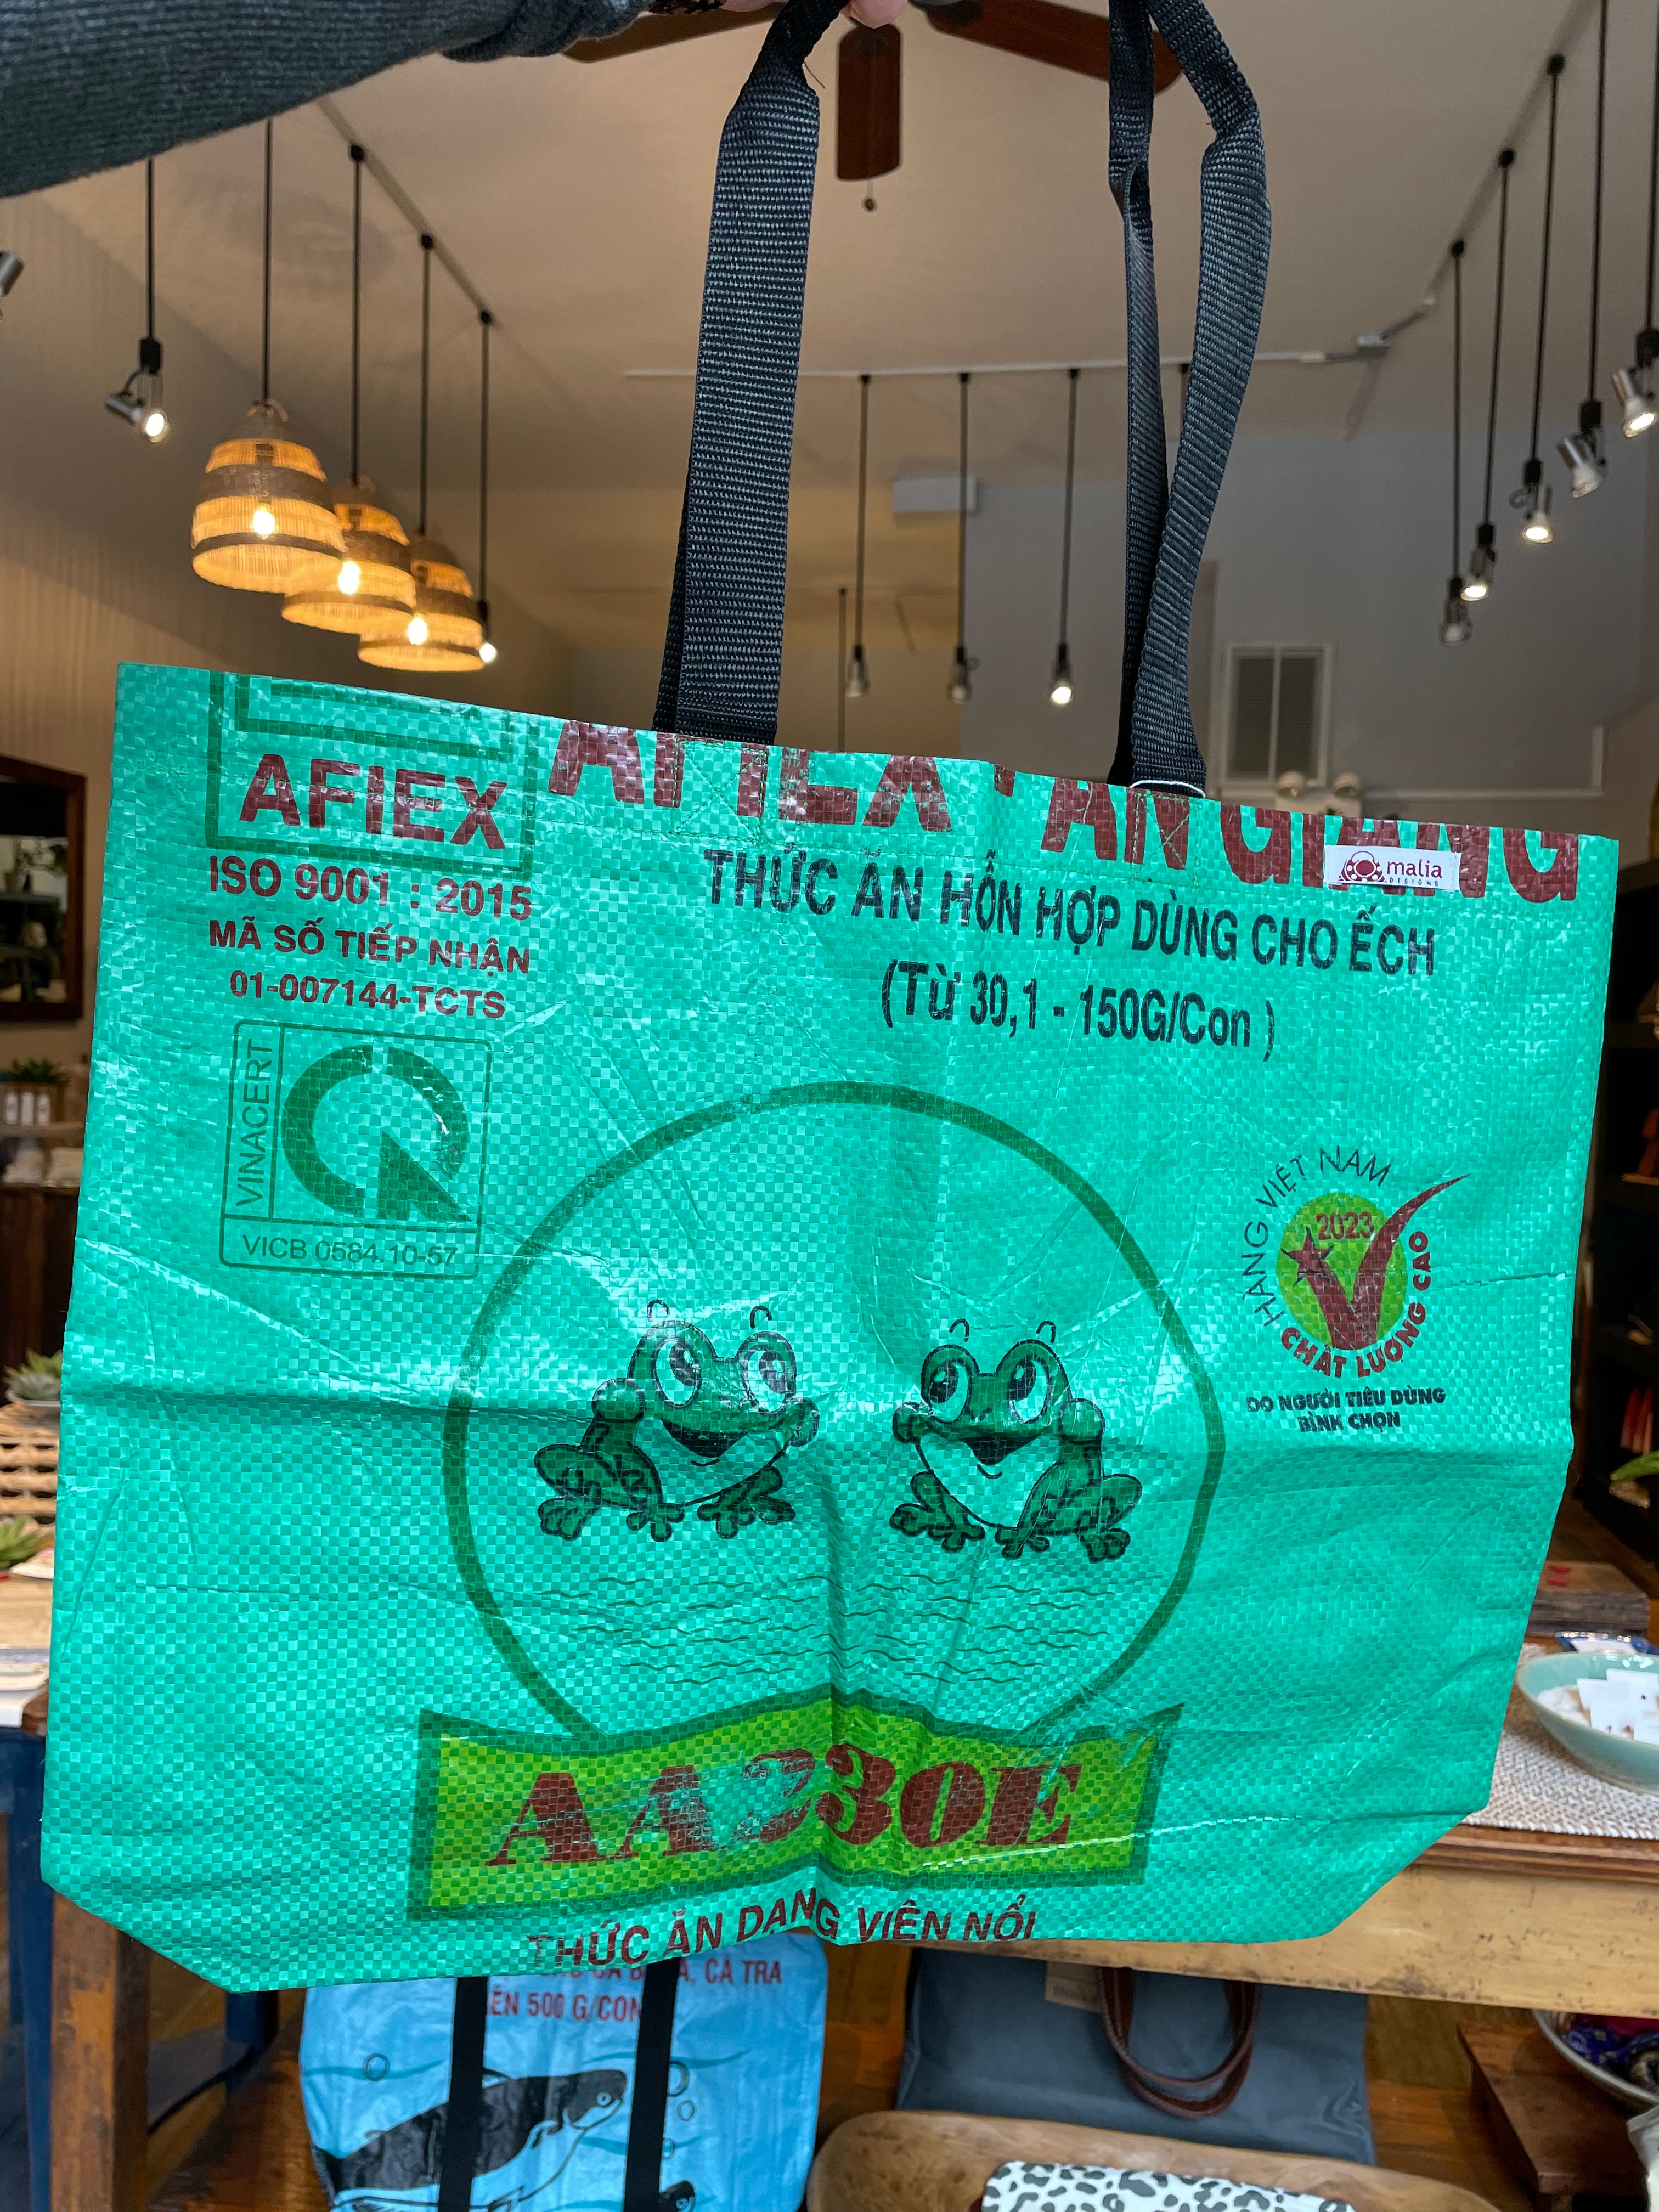 AFIEX
ISO 9001 : 2015
MÃ SỐ TIẾP NHẬN
01-007144-TCTS
VINACERT
VICB 0584.10-57
AFIEX - AN GIANG
malia
DESIGNS
THỨC ĂN HỖN HỢP DÙNG CHO ẾCH
(Từ 30,1 - 150G/Con )
HÀNG VIỆT NAM
2023
CHẤT LƯỢNG CAO
DO NGƯỜI TIÊU DÙNG
BÌNH CHỌN
AA230E
THỨC ĂN DẠNG VIÊN NỔI
CÁ TRA
500 G/CON